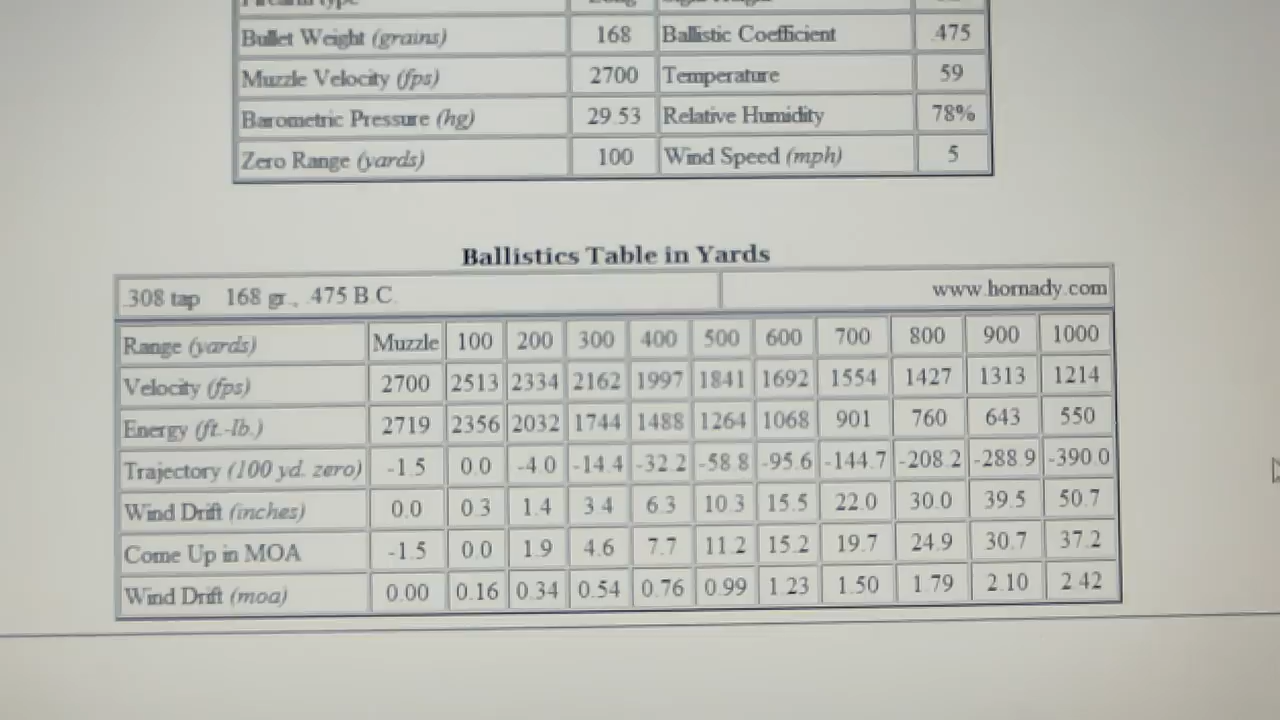 Bullet Weight (grains) 168 Ballistic Coefficient .475
Muzzle Velocity (fps) 2700 Temperature 59
Barometric Pressure (hg) 29.53 Relative Humidity 78%
Zero Range (yards) 100 Wind Speed (mph) 5
Ballistics Table in Yards
.308 tap 168 gr., .475 B.C. www.hornady.com
Range (yards) Muzzle 100 200 300 400 500 600 700 800 900 1000
Velocity (fps) 2700 2513 2334 2162 1997 1841 1692 1554 1427 1313 1214
Energy (ft.-lb.) 2719 2356 2032 1744 1488 1264 1068 901 760 643 550
Trajectory (100 yd. zero) -1.5 0.0 -4.0 -14.4 -32.2 -58.8 -95.6 -144.7 -208.2 -288.9 -390.0
Wind Drift (inches) 0.0 0.3 1.4 3.4 6.3 10.3 15.5 22.0 30.0 39.5 50.7
Come Up in MOA -1.5 0.0 1.9 4.6 7.7 11.2 15.2 19.7 24.9 30.7 37.2
Wind Drift (moa) 0.00 0.16 0.34 0.54 0.76 0.99 1.23 1.50 1.79 2.10 2.42